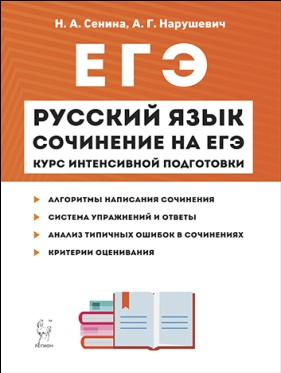 Н. А. Сенина, А. Г. Нарушевич
ЕГЭ
РУССКИЙ ЯЗЫК
СОЧИНЕНИЕ НА ЕГЭ
КУРС ИНТЕНСИВНОЙ ПОДГОТОВКИ
АЛГОРИТМЫ НАПИСАНИЯ СОЧИНЕНИЯ
СИСТЕМА УПРАЖНЕНИЙ И ОТВЕТЫ
АНАЛИЗ ТИПИЧНЫХ ОШИБОК В СОЧИНЕНИЯХ
КРИТЕРИИ ОЦЕНИВАНИЯ
ЛЕГИОН